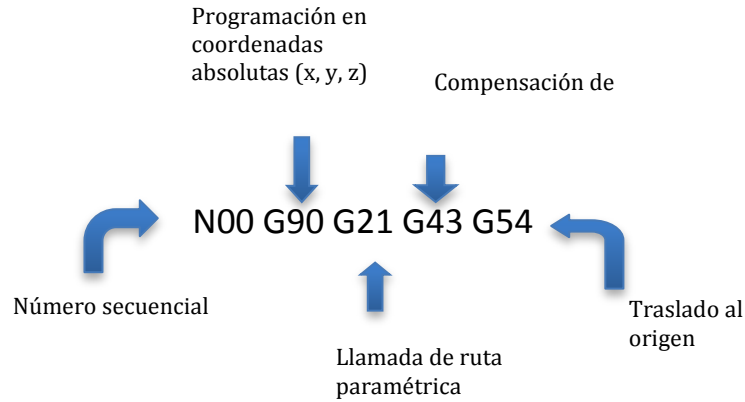 Programación en
coordenadas
absolutas (x, y, z)
Compensación de
N00 G90 G21 G43 G54
Número secuencial
Traslado al
origen
Llamada de ruta
paramétrica